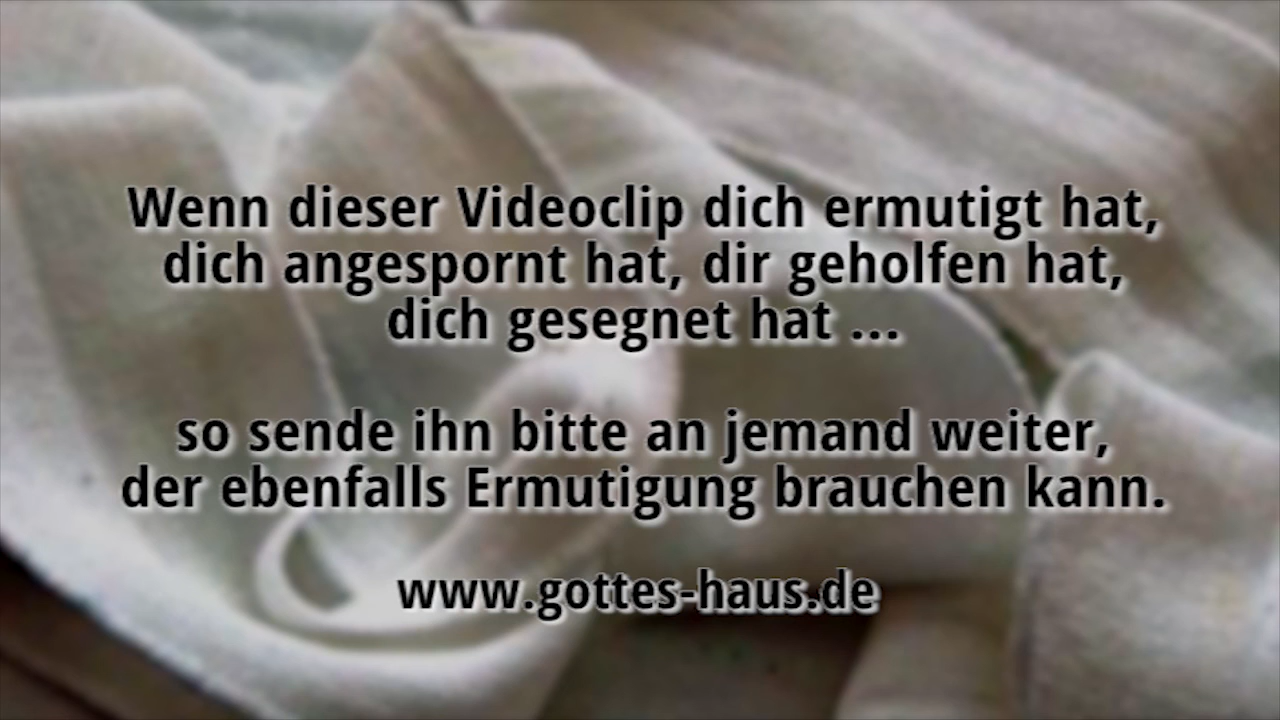 Wenn dieser Videoclip dich ermutigt hat,
dich angespornt hat, dir geholfen hat,
dich gesegnet hat ...
so sende ihn bitte an jemand weiter,
der ebenfalls Ermutigung brauchen kann.
www.gottes-haus.de